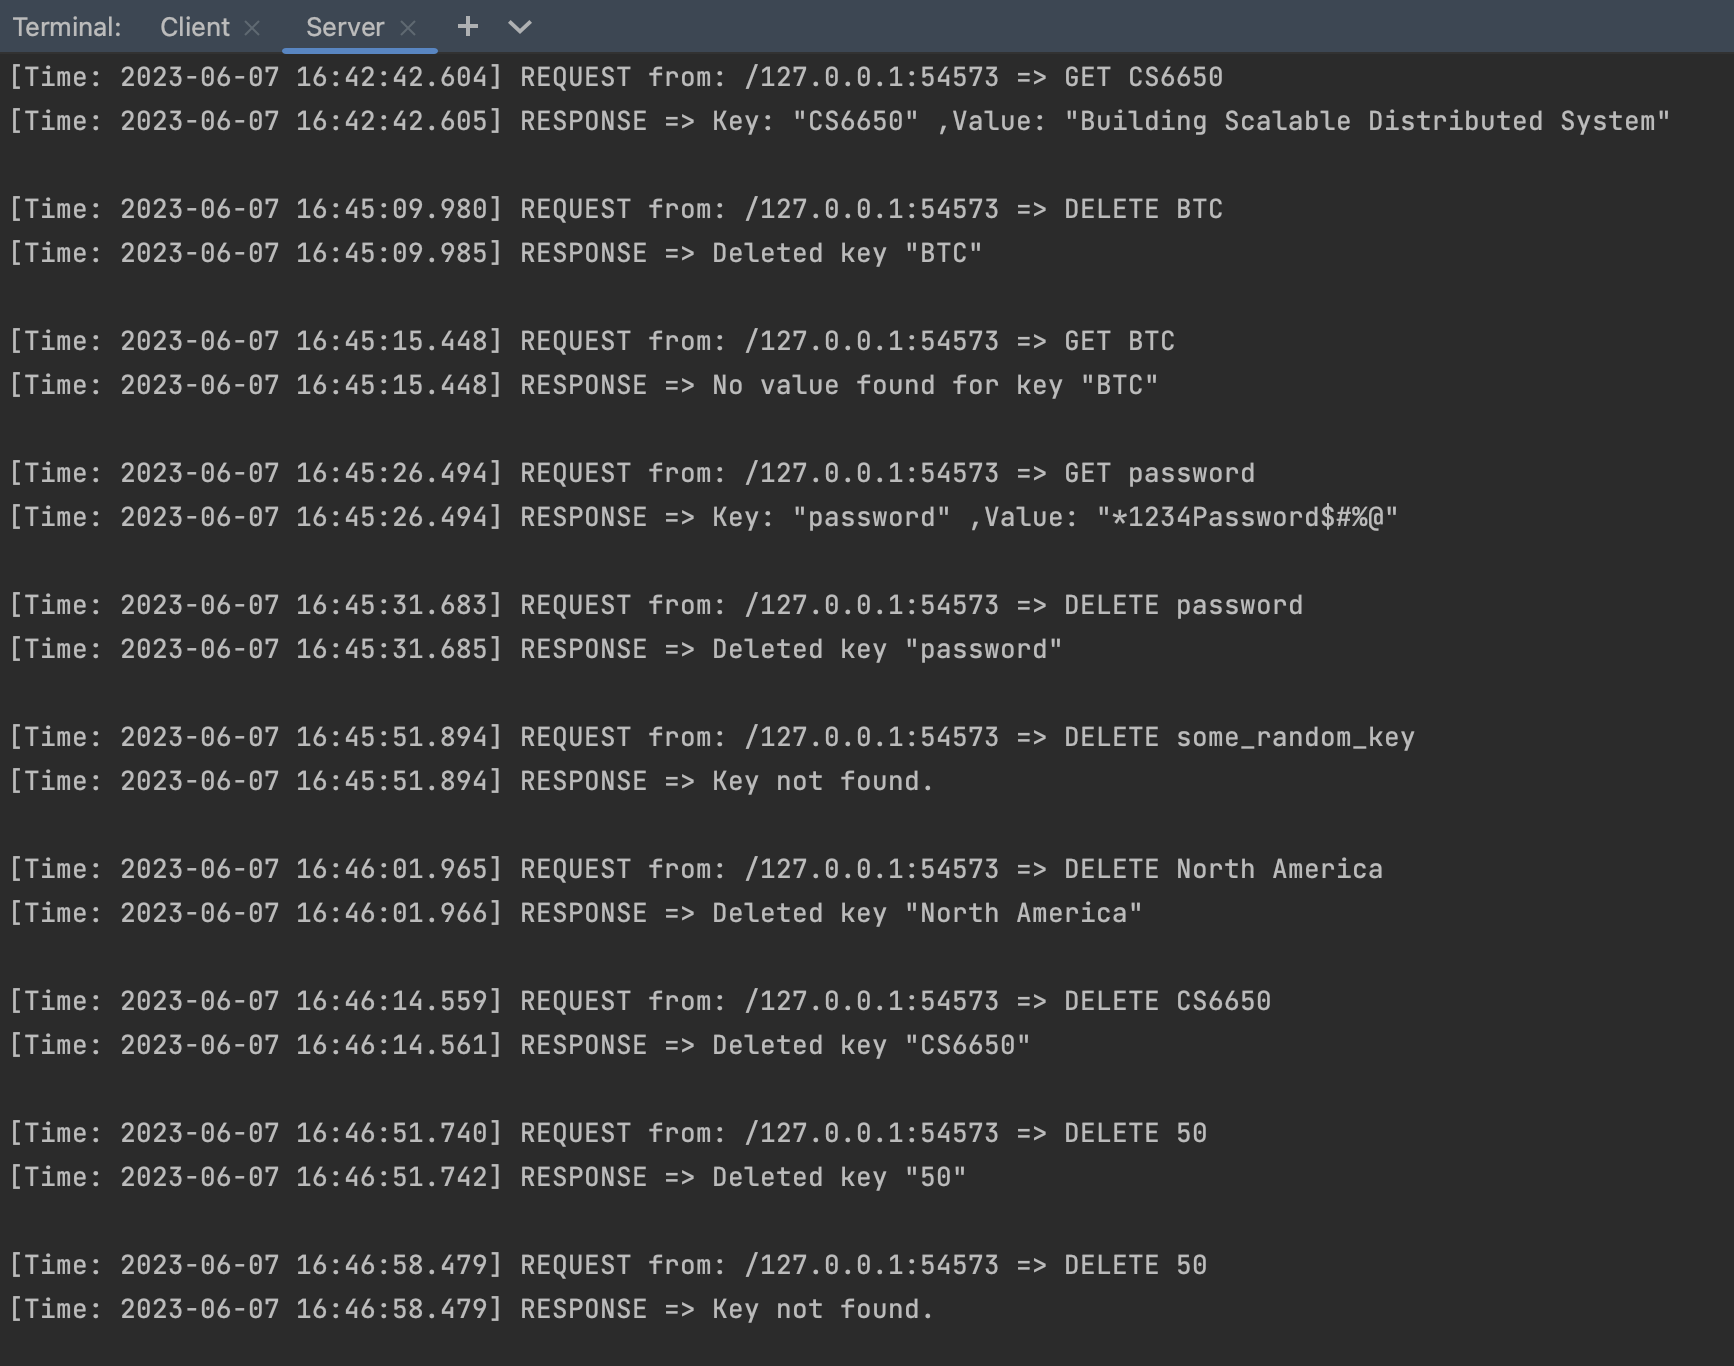 Terminal: Client Server
[Time: 2023-06-07 16:42:42.604] REQUEST from: /127.0.0.1:54573 => GET CS6650
[Time: 2023-06-07 16:42:42.605] RESPONSE => Key: "CS6650" ,Value: "Building Scalable Distributed System"
[Time: 2023-06-07 16:45:09.980] REQUEST from: /127.0.0.1:54573 => DELETE BTC
[Time: 2023-06-07 16:45:09.985] RESPONSE => Deleted key "BTC"
[Time: 2023-06-07 16:45:15.448] REQUEST from: /127.0.0.1:54573 => GET BTC
[Time: 2023-06-07 16:45:15.448] RESPONSE => No value found for key "BTC"
[Time: 2023-06-07 16:45:26.494] REQUEST from: /127.0.0.1:54573 => GET password
[Time: 2023-06-07 16:45:26.494] RESPONSE => Key: "password" ,Value: "*1234Password$#%@"
[Time: 2023-06-07 16:45:31.683] REQUEST from: /127.0.0.1:54573 => DELETE password
[Time: 2023-06-07 16:45:31.685] RESPONSE => Deleted key "password"
[Time: 2023-06-07 16:45:51.894] REQUEST from: /127.0.0.1:54573 => DELETE some_random_key
[Time: 2023-06-07 16:45:51.894] RESPONSE => Key not found.
[Time: 2023-06-07 16:46:01.965] REQUEST from: /127.0.0.1:54573 => DELETE North America
[Time: 2023-06-07 16:46:01.966] RESPONSE => Deleted key "North America"
[Time: 2023-06-07 16:46:14.559] REQUEST from: /127.0.0.1:54573 => DELETE CS6650
[Time: 2023-06-07 16:46:14.561] RESPONSE => Deleted key "CS6650"
[Time: 2023-06-07 16:46:51.740] REQUEST from: /127.0.0.1:54573 => DELETE 50
[Time: 2023-06-07 16:46:51.742] RESPONSE => Deleted key "50"
[Time: 2023-06-07 16:46:58.479] REQUEST from: /127.0.0.1:54573 => DELETE 50
[Time: 2023-06-07 16:46:58.479] RESPONSE => Key not found.